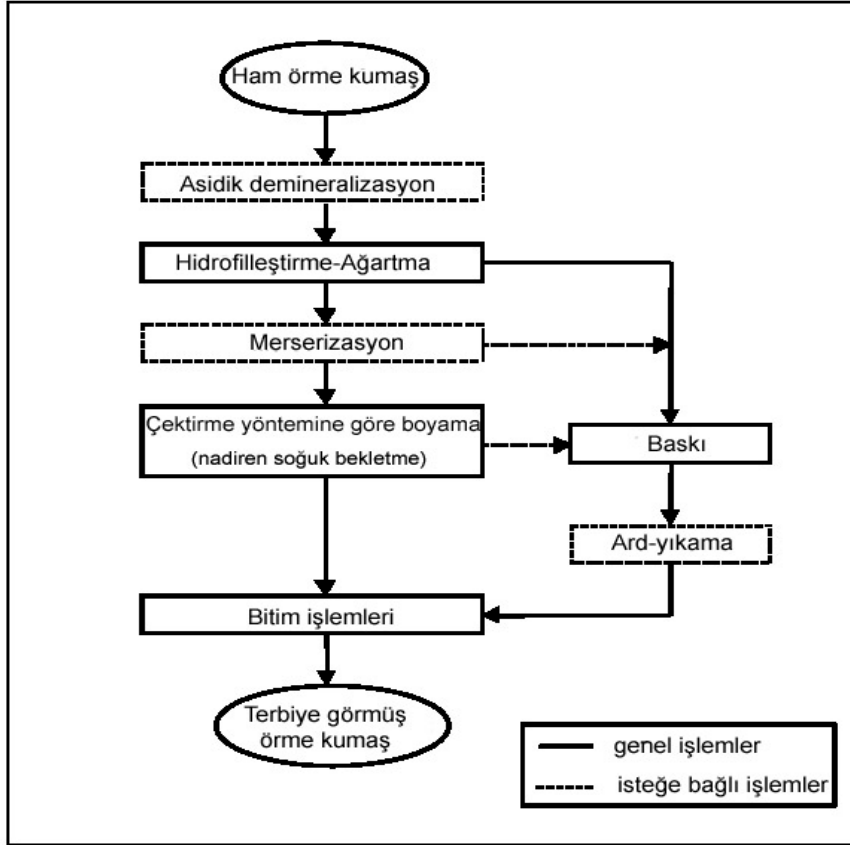 Ham örme kumaş
Asidik demineralizasyon
Hidrofilleştirme-Ağartma
Merserizasyon
Çektirme yöntemine göre boyama
(nadiren soğuk bekletme)
Baskı
Ard-yıkama
Bitim işlemleri
Terbiye görmüş
örme kumaş
genel işlemler
isteğe bağlı işlemler